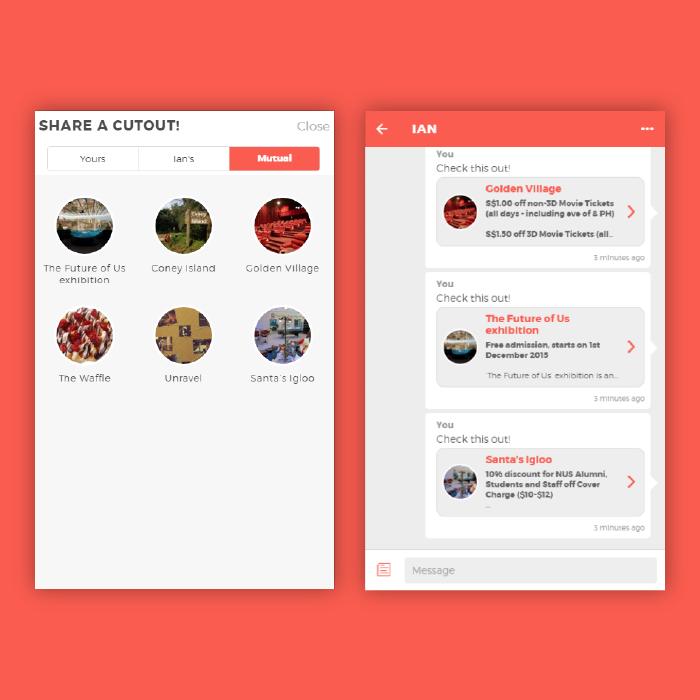 SHARE A CUTOUT!
Close
Yours
Ian's
Mutual
The Future of Us
exhibition
Coney Island
Golden Village
The Waffle
Unravel
Santa's Igloo
IAN
You
Check this out!
Golden Village
S$1.00 off non-3D Movie Tickets
(all days - including eve of & PH)
S$1.50 off 3D Movie Tickets (all...
3 minutes ago
You
Check this out!
The Future of Us
exhibition
Free admission, starts on 1st
December 2015
'The Future of Us' exhibition is an...
3 minutes ago
You
Check this out!
Santa's Igloo
10% discount for NUS Alumni,
Students and Staff off Cover
Charge ($10-$12)
...
3 minutes ago
Message